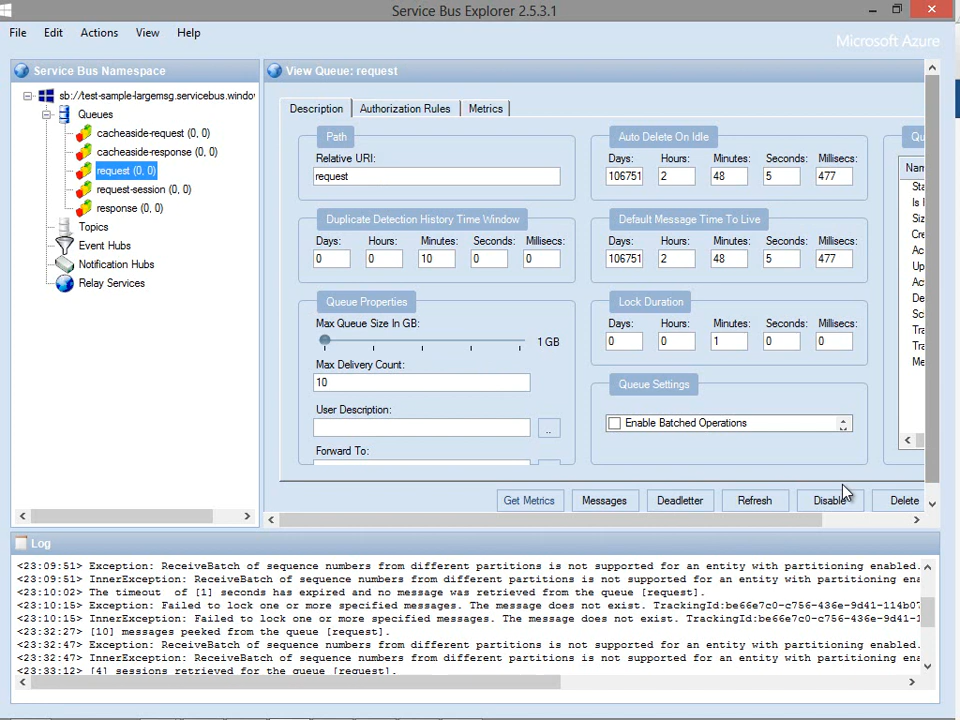 Service Bus Explorer 2.5.3.1
File Edit Actions View Help
Microsoft Azure
Service Bus Namespace
sb://test-sample-largemsg.servicebus.window
Queues
cacheaside-request (0, 0)
cacheaside-response (0, 0)
request (0, 0)
request-session (0, 0)
response (0, 0)
Topics
Event Hubs
Notification Hubs
Relay Services
View Queue: request
Description Authorization Rules Metrics
Path
Relative URI:
request
Duplicate Detection History Time Window
Days: Hours: Minutes: Seconds: Millisecs:
0 0 10 0 0
Queue Properties
Max Queue Size In GB:
1 GB
Max Delivery Count:
10
User Description:
..
Forward To:
Auto Delete On Idle
Days: Hours: Minutes: Seconds: Millisecs:
106751 2 48 5 477
Default Message Time To Live
Days: Hours: Minutes: Seconds: Millisecs:
106751 2 48 5 477
Lock Duration
Days: Hours: Minutes: Seconds: Millisecs:
0 0 1 0 0
Queue Settings
Enable Batched Operations
Qu
Nam
Sta
Is I
Siz
Cre
Ac
Up
Ac
De
Sc
Tra
Tra
Me
Get Metrics Messages Deadletter Refresh Disable Delete
Log
<23:09:51> Exception: ReceiveBatch of sequence numbers from different partitions is not supported for an entity with partitioning enabled.
<23:09:51> InnerException: ReceiveBatch of sequence numbers from different partitions is not supported for an entity with partitioning ena
<23:10:02> The timeout of [1] seconds has expired and no message was retrieved from the queue [request].
<23:10:15> Exception: Failed to lock one or more specified messages. The message does not exist. TrackingId:be66e7c0-c756-436e-9d41-114b07
<23:10:15> InnerException: Failed to lock one or more specified messages. The message does not exist. TrackingId:be66e7c0-c756-436e-9d41-1
<23:32:27> [10] messages peeked from the queue [request].
<23:32:47> Exception: ReceiveBatch of sequence numbers from different partitions is not supported for an entity with partitioning enabled.
<23:32:47> InnerException: ReceiveBatch of sequence numbers from different partitions is not supported for an entity with partitioning ena
<23:33:12> [4] sessions retrieved for the queue [request].